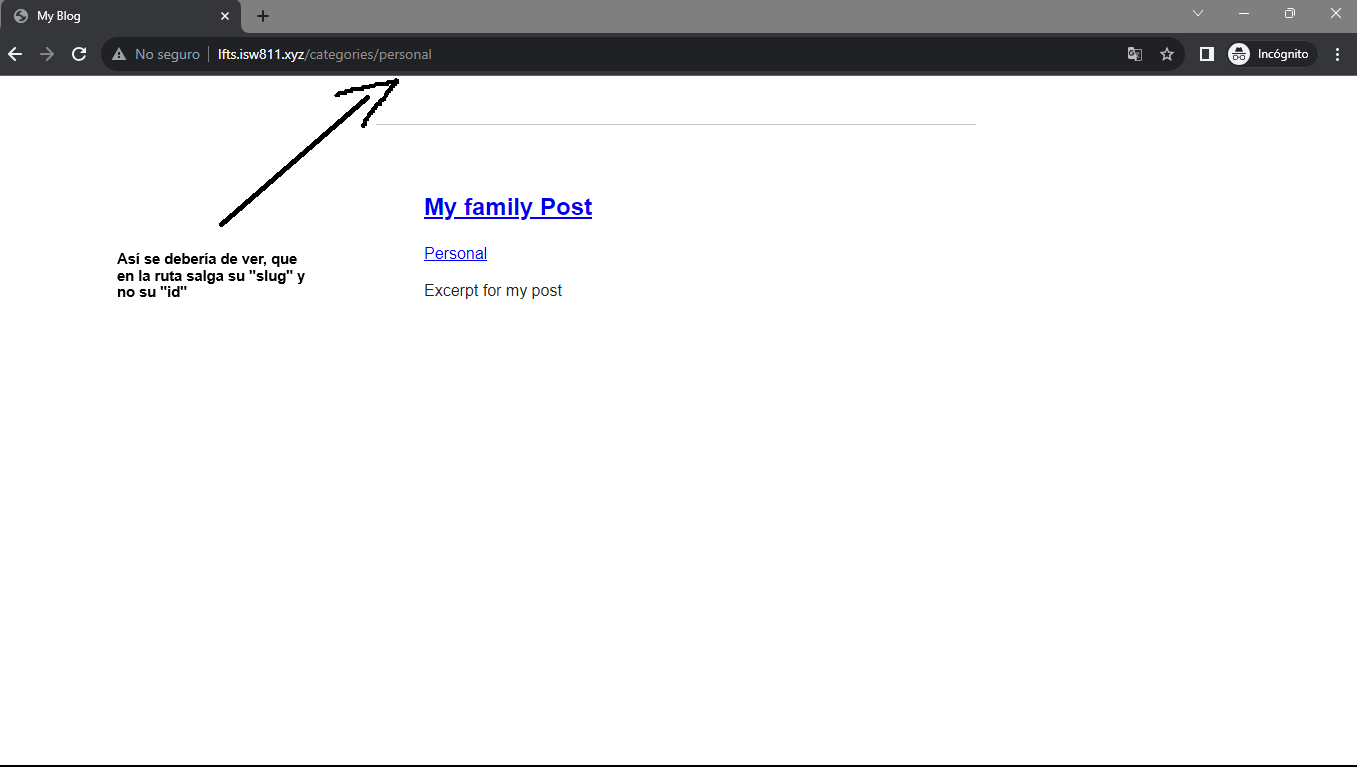 My Blog
No seguro
lfts.isw811.xyz/categories/personal
Incógnito
Así se debería de ver, que
en la ruta salga su "slug" y
no su "id"
My family Post
Personal
Excerpt for my post